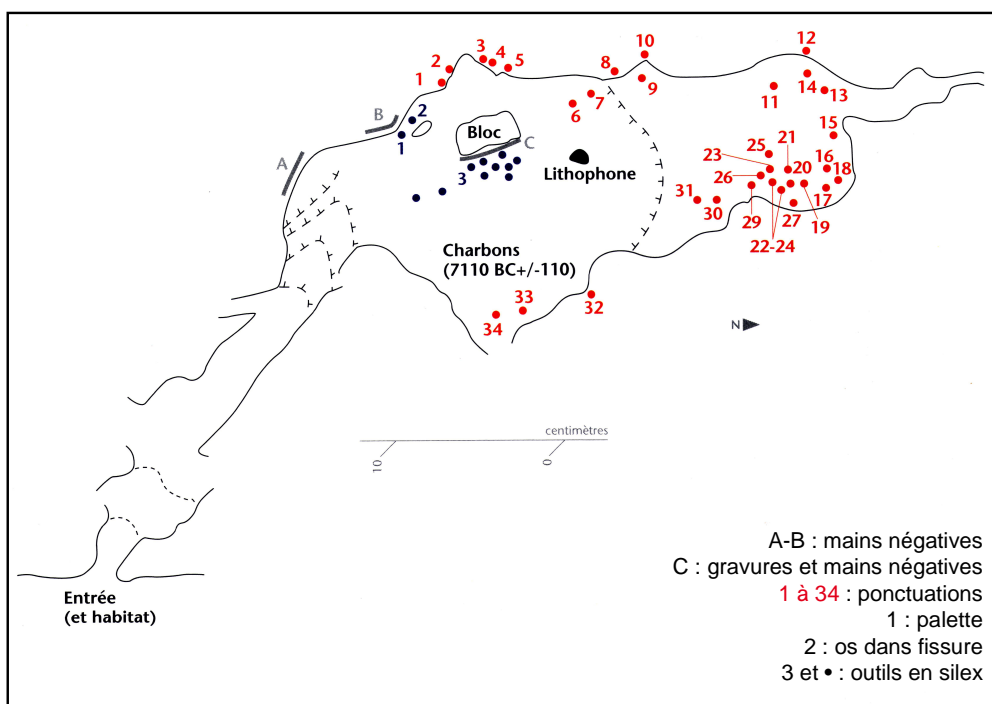 12
10
3
4
2
5
8
1
7
9
6
11
14
13
B
2
A
1
Bloc
C
3
Lithophone
15
21
25
23
20
16
18
26
31
30
29
27
19
17
22-24
Charbons
(7110 BC+/-110)
33
34
32
N
centimètres
10
0
Entrée
(et habitat)
A-B : mains négatives
C : gravures et mains négatives
1 à 34 : ponctuations
1 : palette
2 : os dans fissure
3 et • : outils en silex